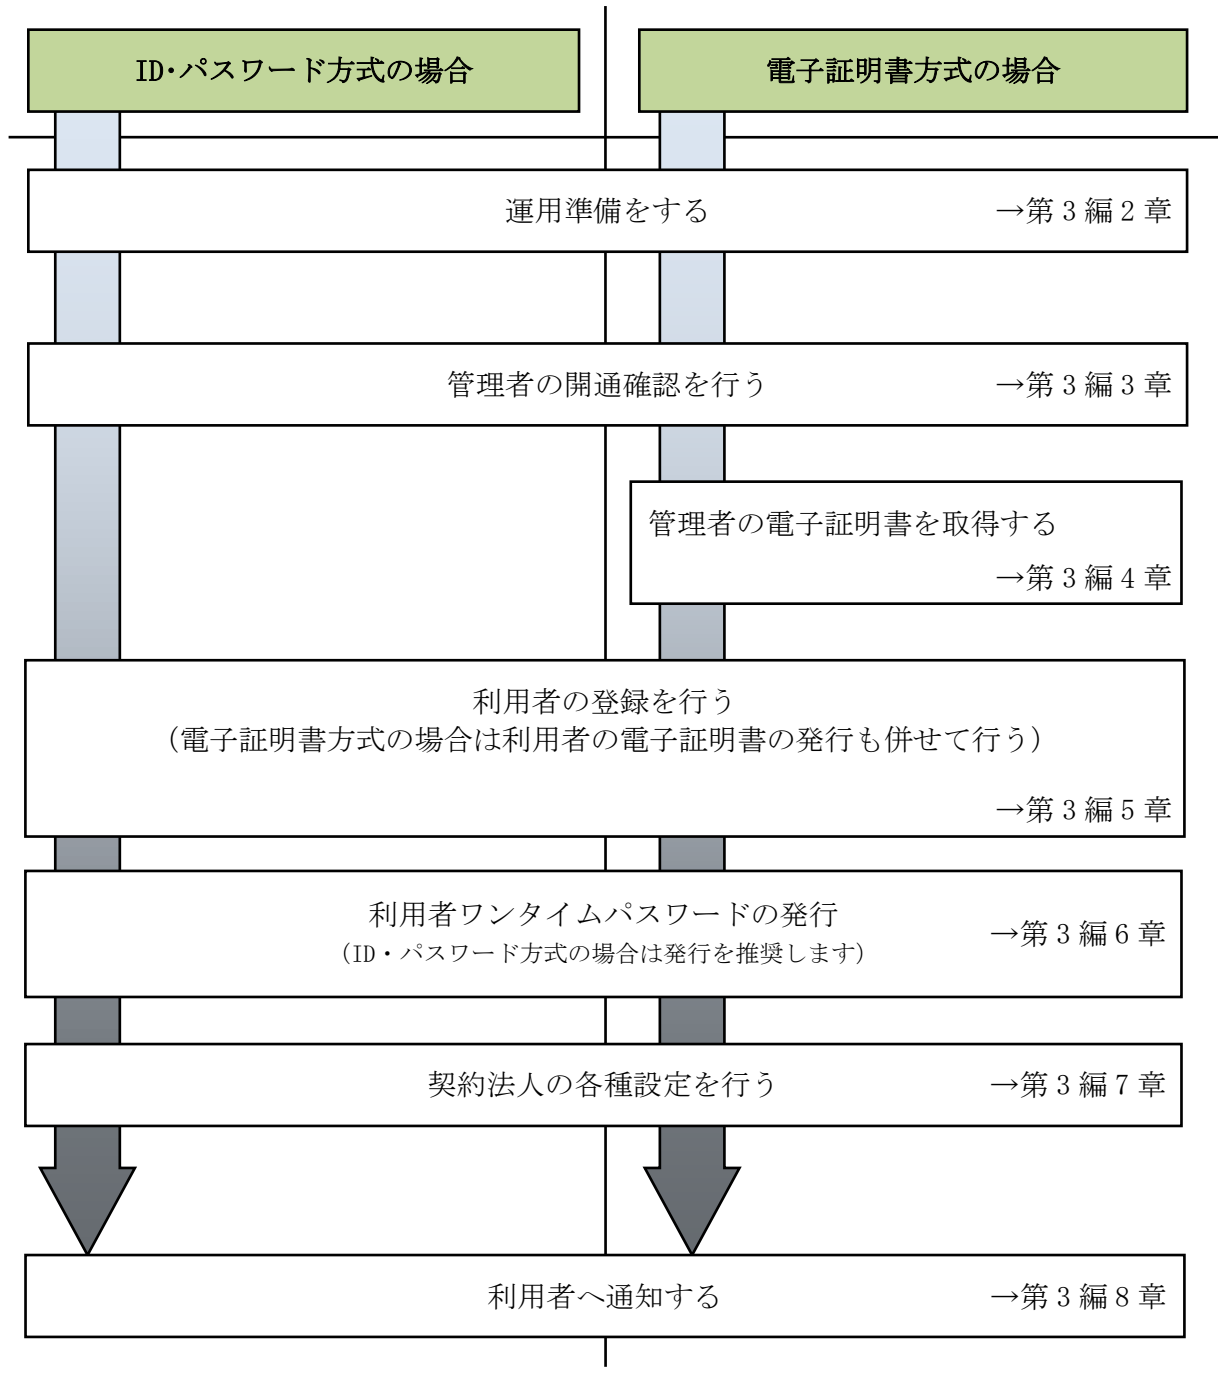 ID・パスワード方式の場合
電子証明書方式の場合
運用準備をする →第3編2章
管理者の開通確認を行う →第3編3章
管理者の電子証明書を取得する
→第3編4章
利用者の登録を行う
（電子証明書方式の場合は利用者の電子証明書の発行も併せて行う）
→第3編5章
利用者ワンタイムパスワードの発行
→第3編6章
（ID・パスワード方式の場合は発行を推奨します）
契約法人の各種設定を行う →第3編7章
利用者へ通知する →第3編8章